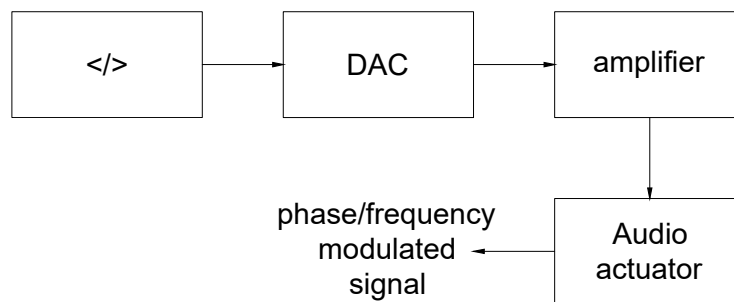 </>
DAC
amplifier
phase/frequency
modulated
signal
Audio
actuator